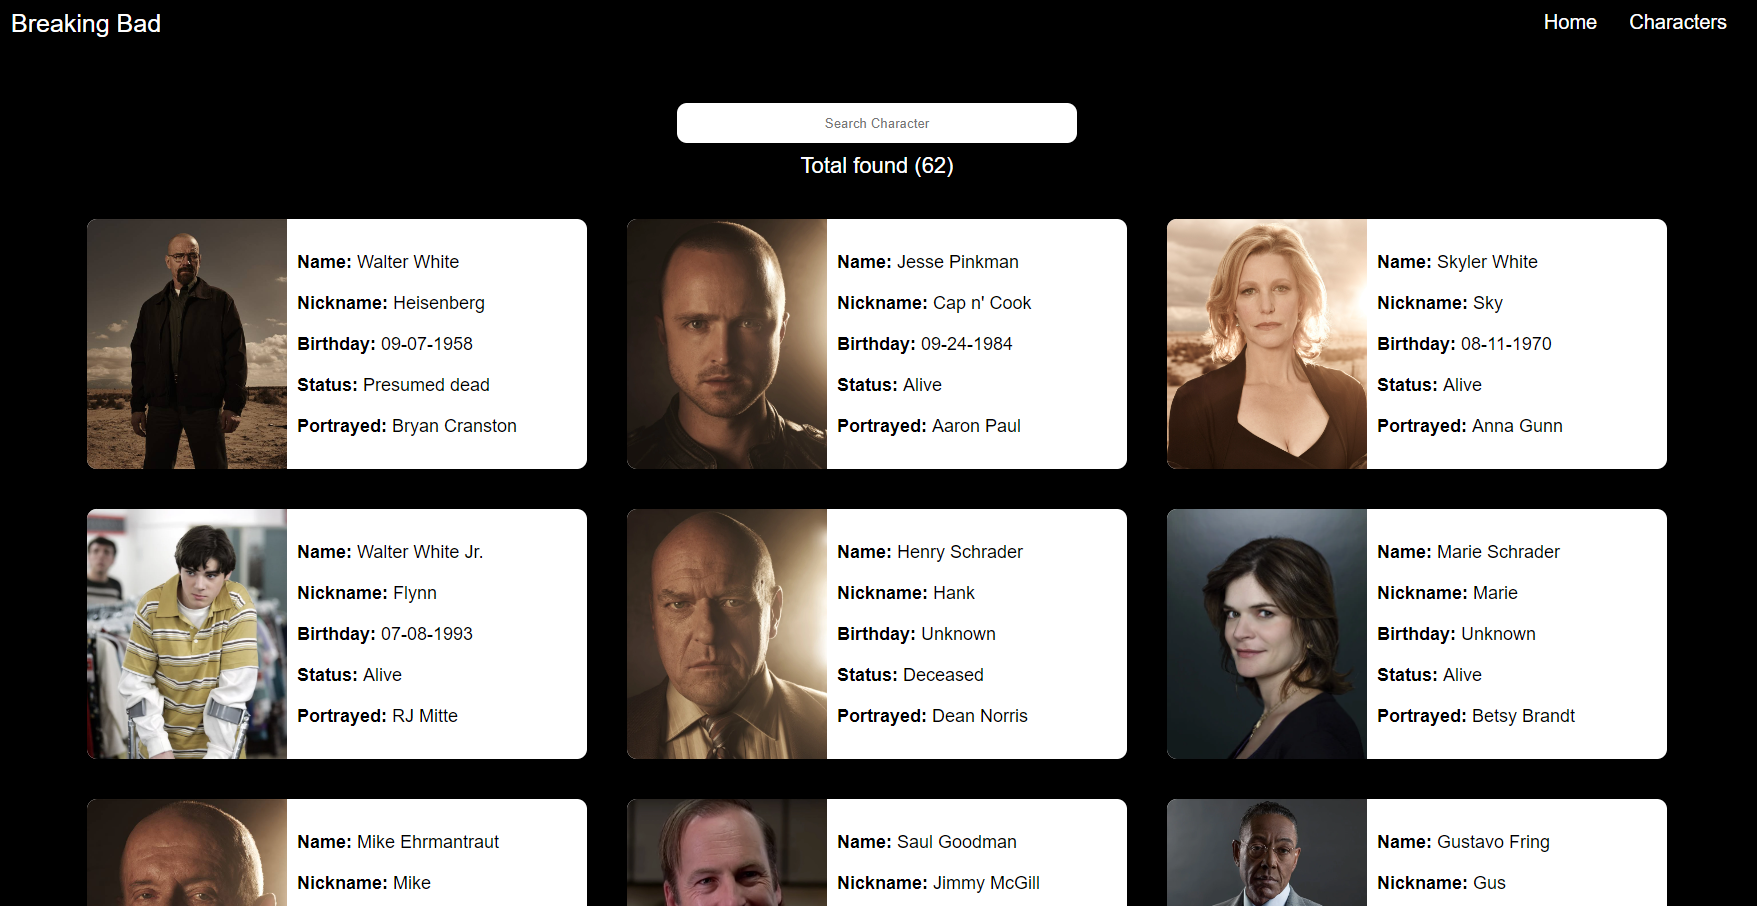 Breaking Bad
Home
Characters
Search Character
Total found (62)
Name: Walter White
Nickname: Heisenberg
Birthday: 09-07-1958
Status: Presumed dead
Portrayed: Bryan Cranston
Name: Jesse Pinkman
Nickname: Cap n' Cook
Birthday: 09-24-1984
Status: Alive
Portrayed: Aaron Paul
Name: Skyler White
Nickname: Sky
Birthday: 08-11-1970
Status: Alive
Portrayed: Anna Gunn
Name: Walter White Jr.
Nickname: Flynn
Birthday: 07-08-1993
Status: Alive
Portrayed: RJ Mitte
Name: Henry Schrader
Nickname: Hank
Birthday: Unknown
Status: Deceased
Portrayed: Dean Norris
Name: Marie Schrader
Nickname: Marie
Birthday: Unknown
Status: Alive
Portrayed: Betsy Brandt
Name: Mike Ehrmantraut
Nickname: Mike
Name: Saul Goodman
Nickname: Jimmy McGill
Name: Gustavo Fring
Nickname: Gus